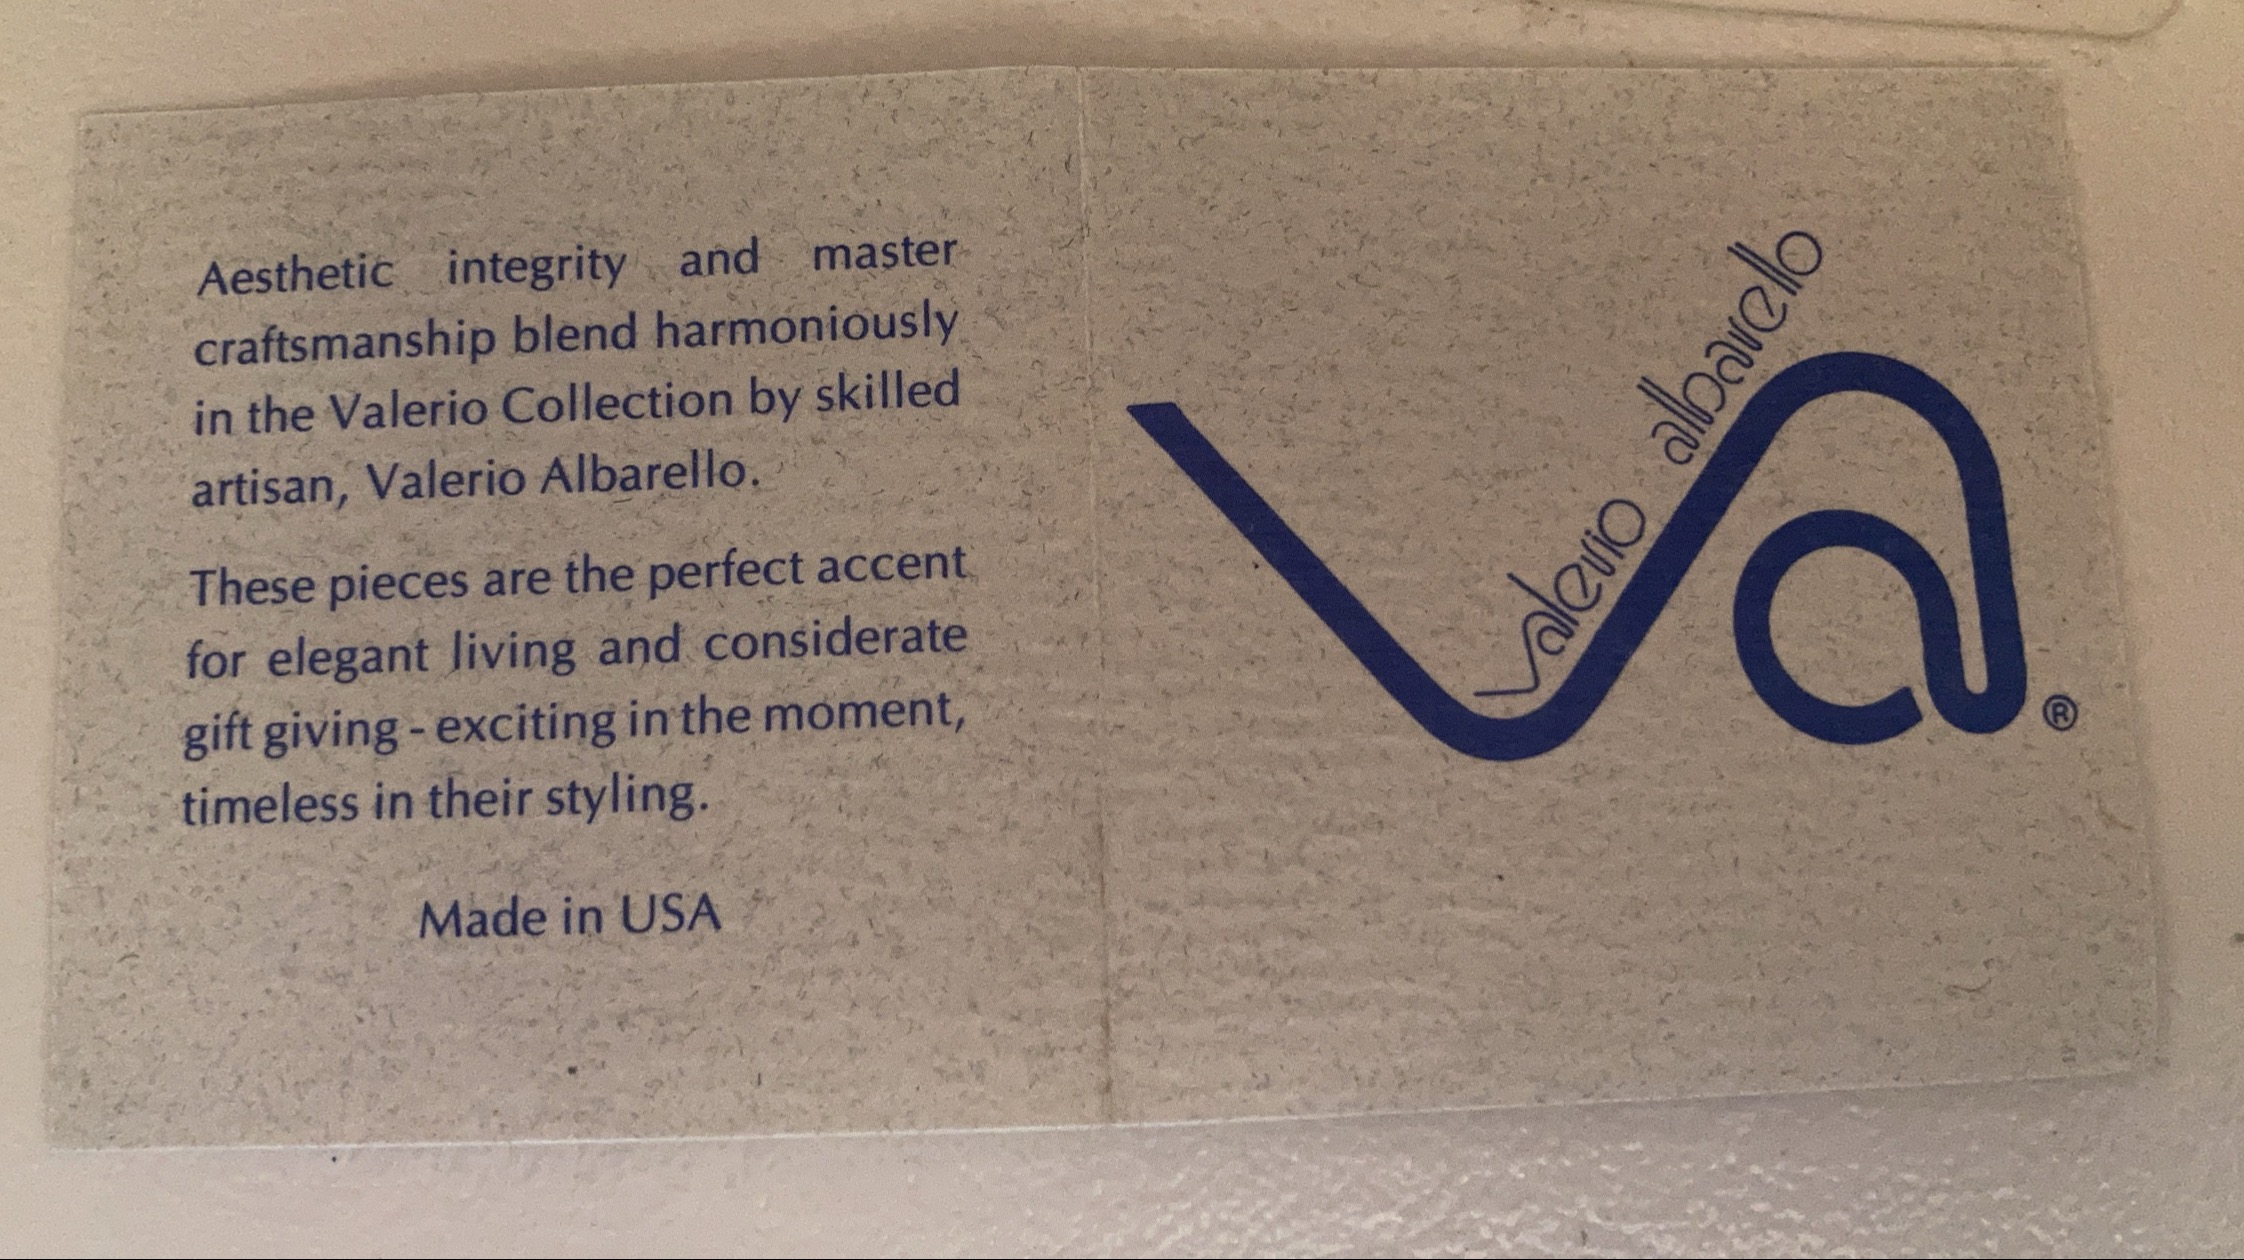 Aesthetic integrity and master
craftsmanship blend harmoniously
in the Valerio Collection by skilled
artisan, Valerio Albarello.
These pieces are the perfect accent
for elegant living and considerate
gift giving - exciting in the moment,
timeless in their styling.
Made in USA
valerio albarello
va®